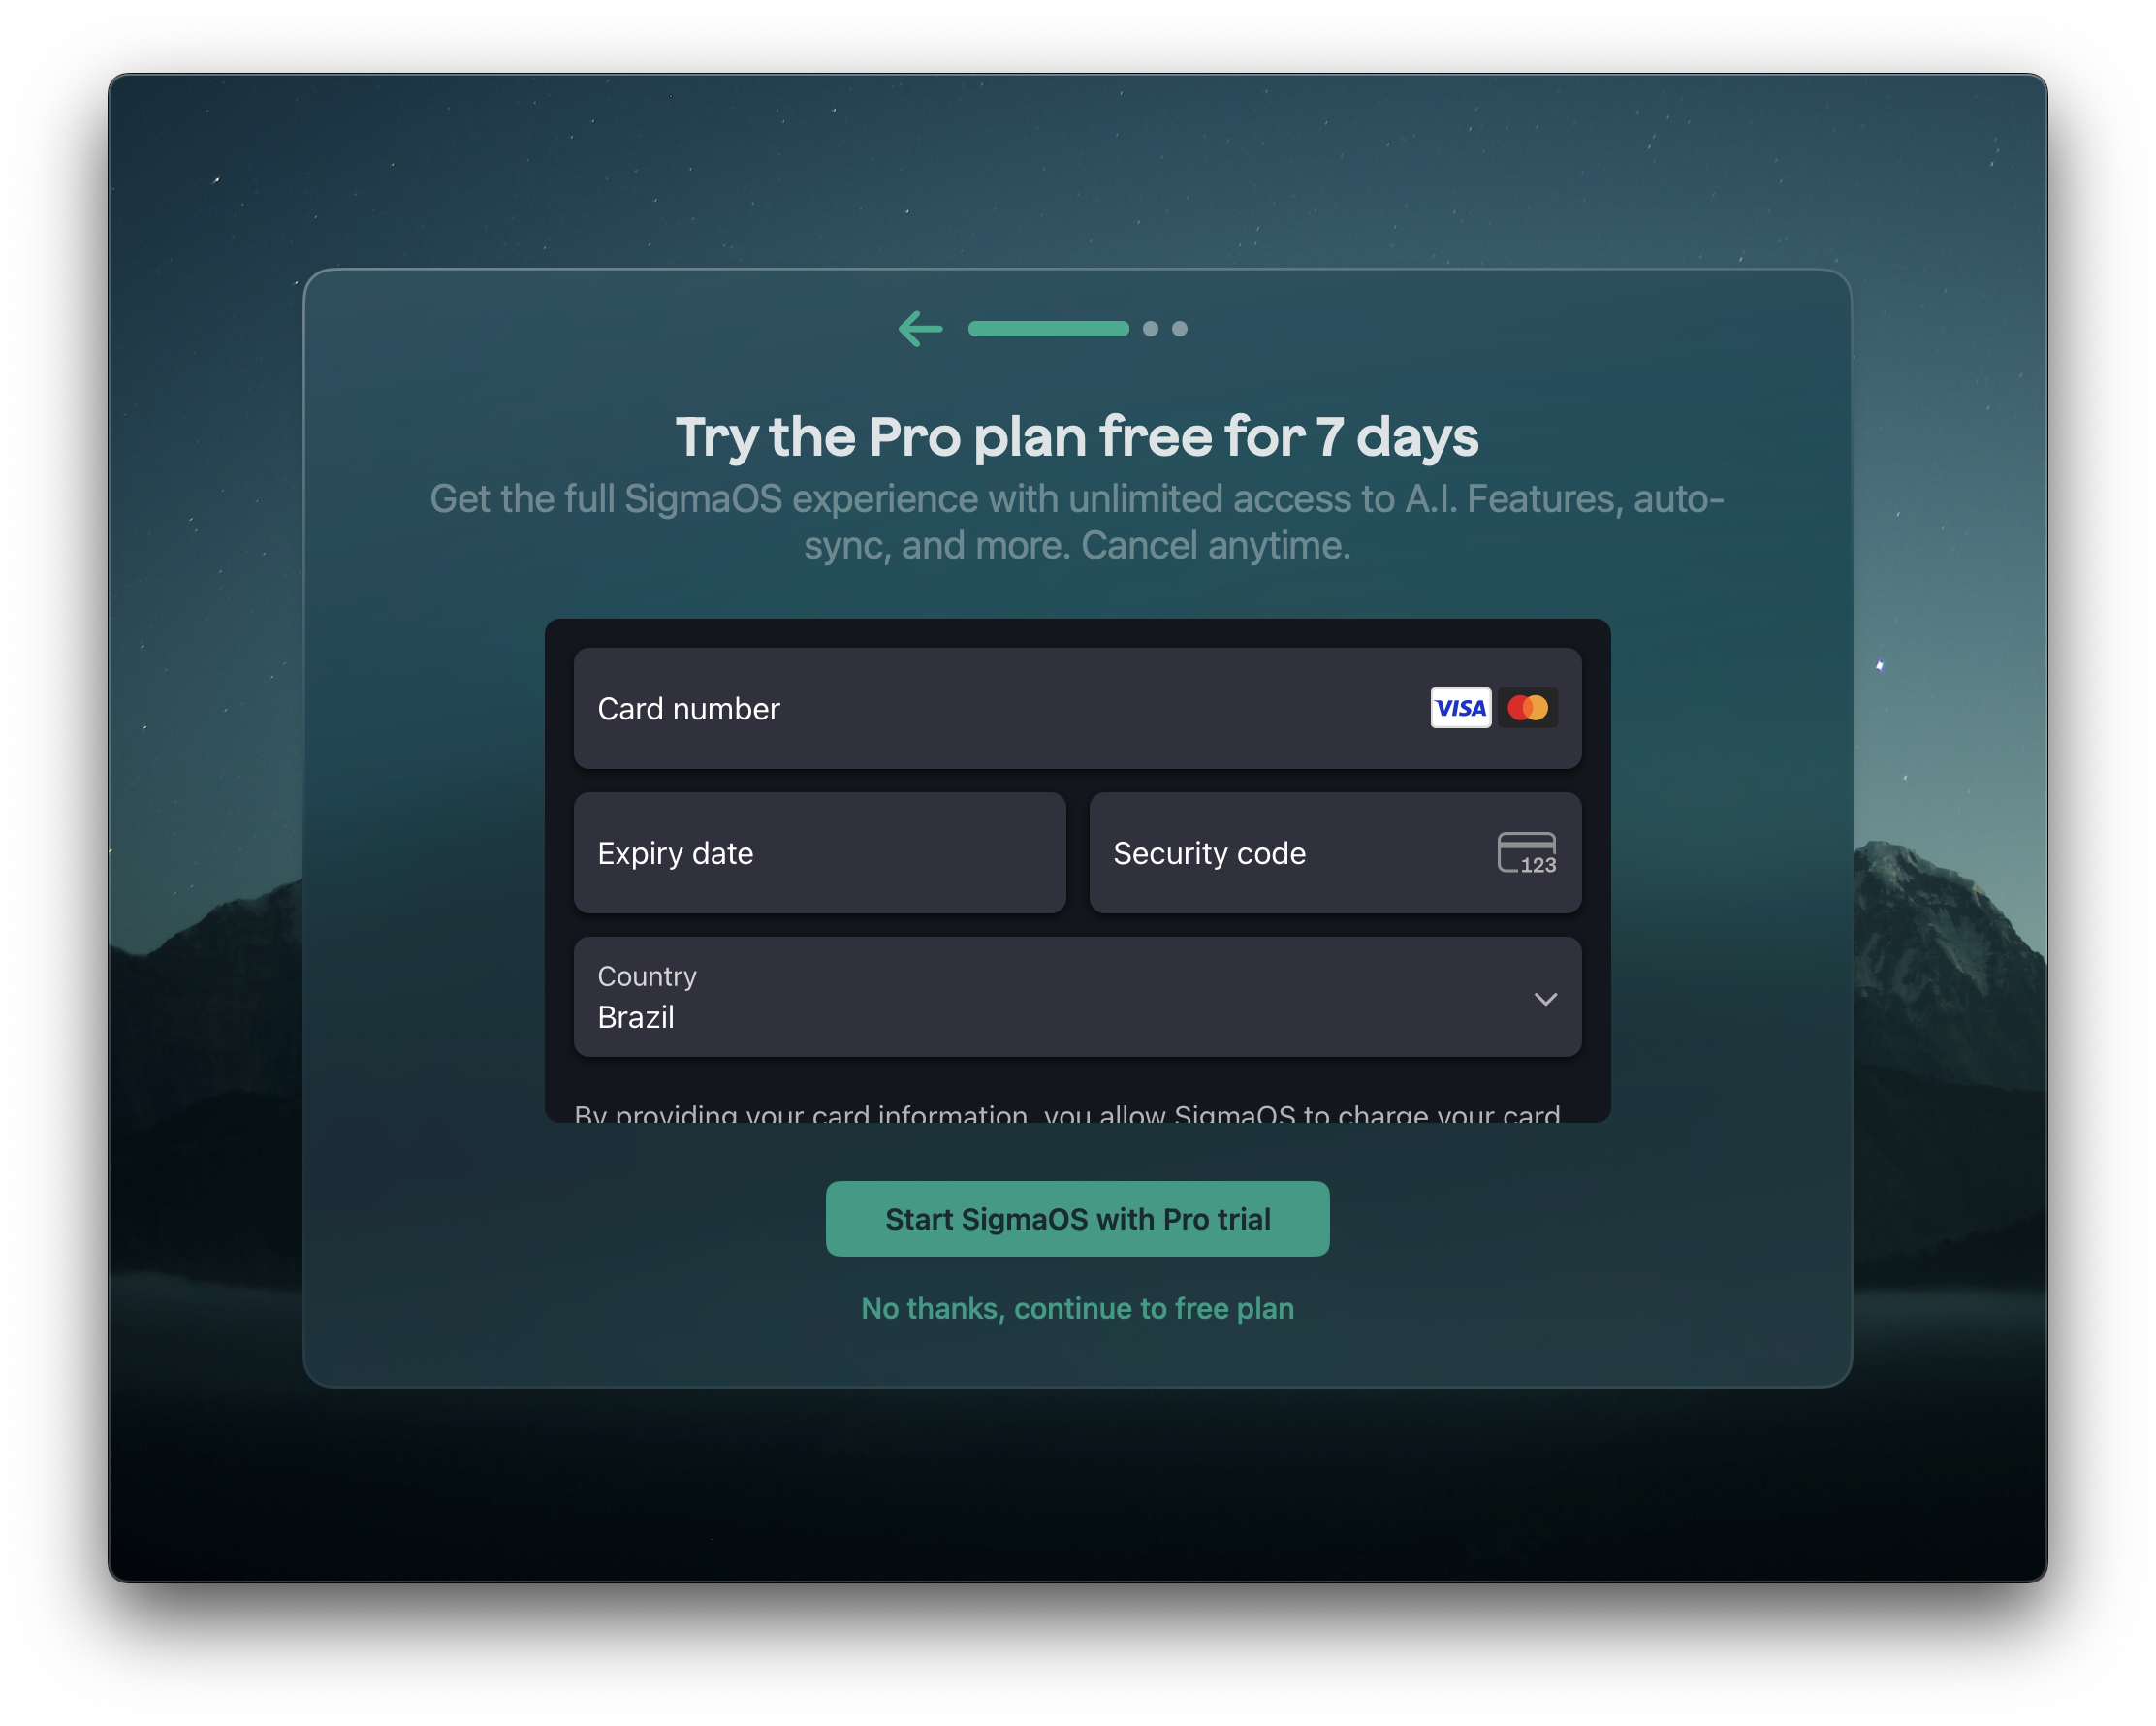 Try the Pro plan free for 7 days
Get the full SigmaOS experience with unlimited access to A.I. Features, auto-
sync, and more. Cancel anytime.
Card number
VISA
Expiry date
Security code
123
Country
Brazil
By providing your card information, you allow SigmaOS to charge your card
Start SigmaOS with Pro trial
No thanks, continue to free plan